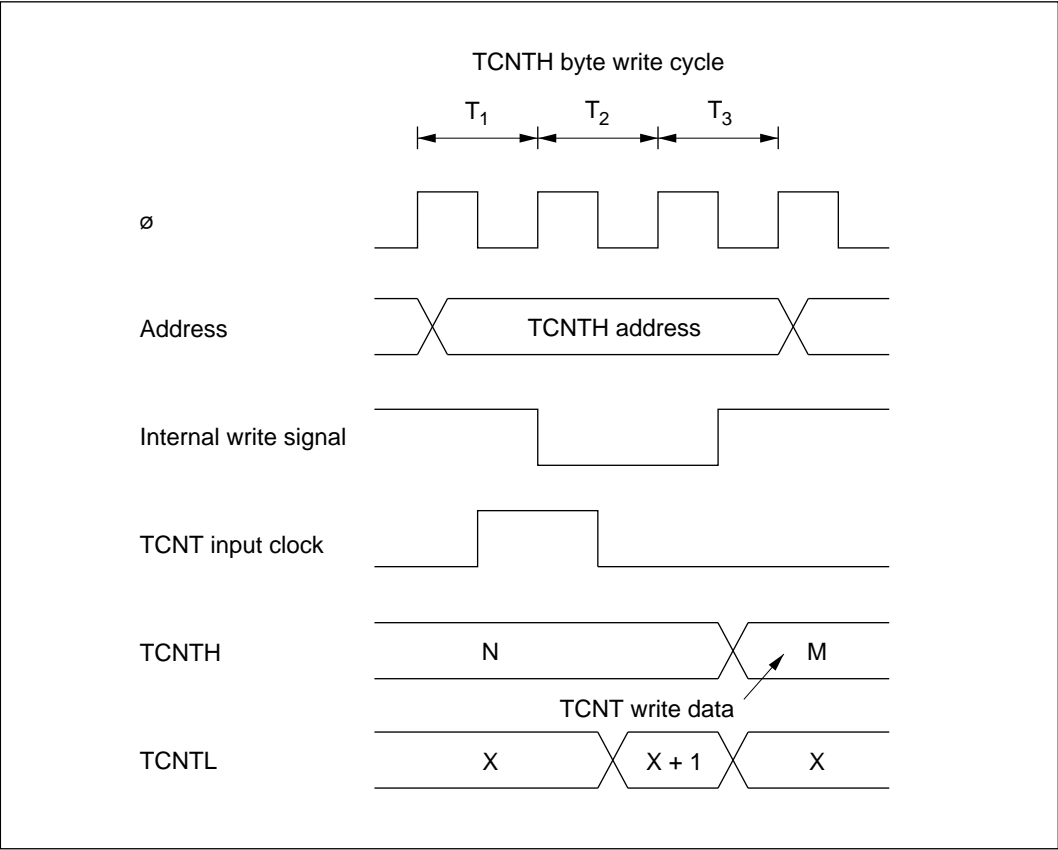 TCNTH byte write cycle
T1 T2 T3
ø
Address TCNTH address
Internal write signal
TCNT input clock
TCNTH N M
TCNT write data
TCNTL X X + 1 X